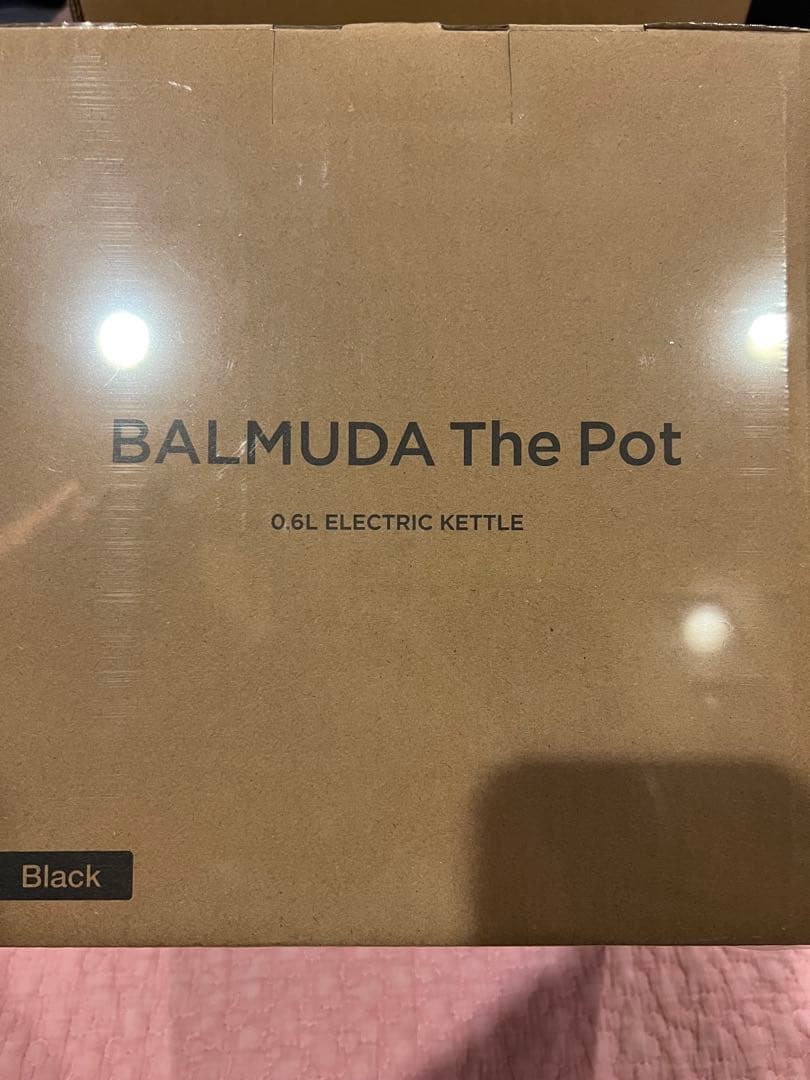 BALMUDA The Pot
0.6L ELECTRIC KETTLE
Black